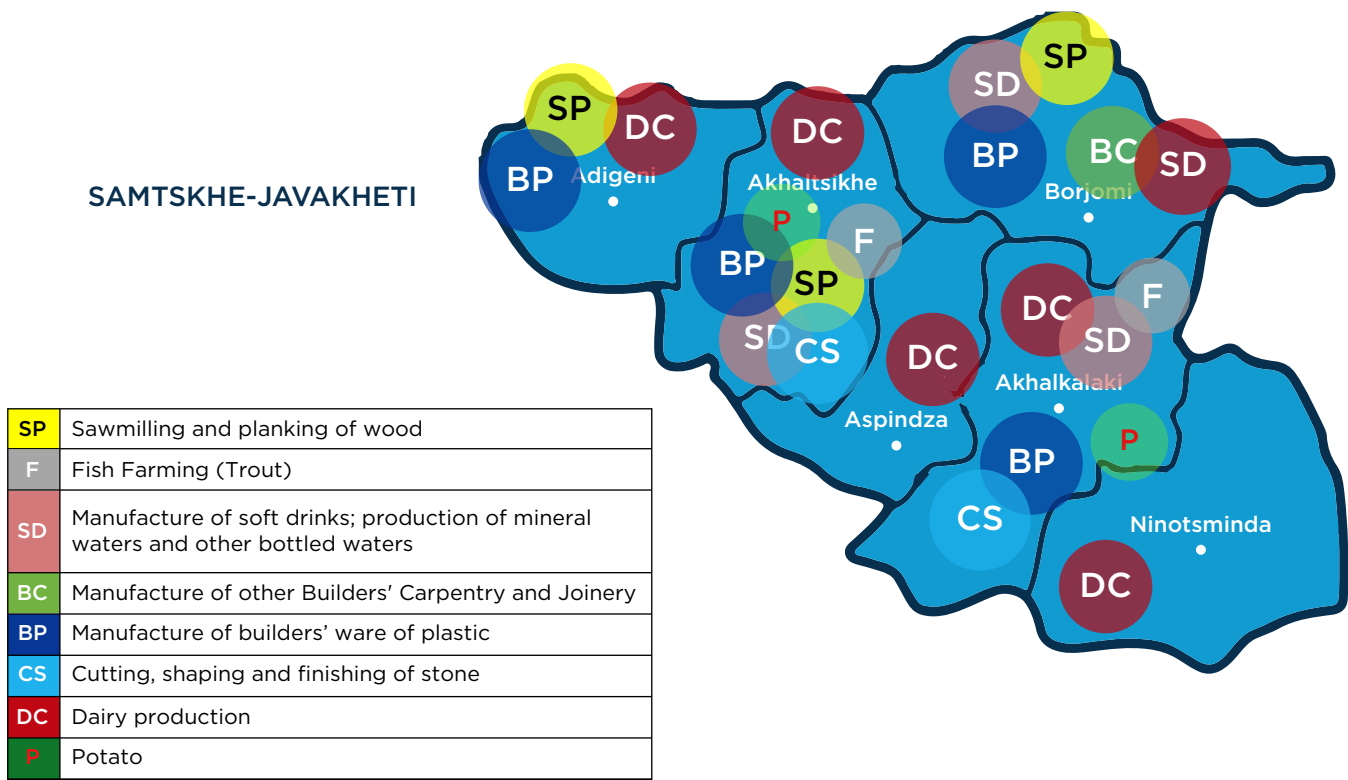 SAMTSKHE-JAVAKHETI
SP
DC
BP
Adigeni
DC
Akhaltsikhe
P
F
BP
SP
SD
CS
SP
SD
BP
BC
SD
Borjomi
DC
Aspindza
DC
F
SD
Akhalkalaki
BP
P
CS
Ninotsminda
DC
SP Sawmilling and planking of wood
F Fish Farming (Trout)
SD Manufacture of soft drinks; production of mineral
waters and other bottled waters
BC Manufacture of other Builders' Carpentry and Joinery
BP Manufacture of builders’ ware of plastic
CS Cutting, shaping and finishing of stone
DC Dairy production
P Potato